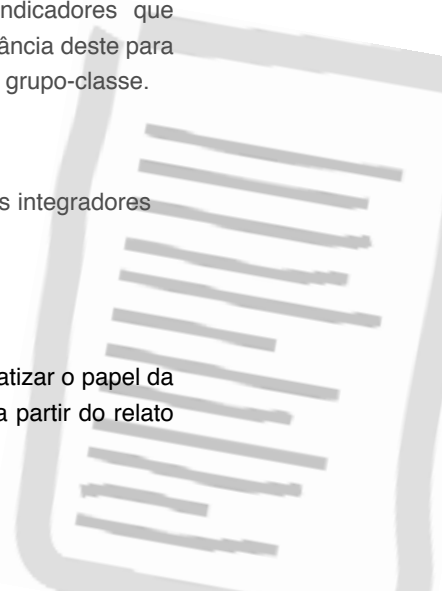 ndicadores que
ância deste para
grupo-classe.
s integradores
atizar o papel da
a partir do relato